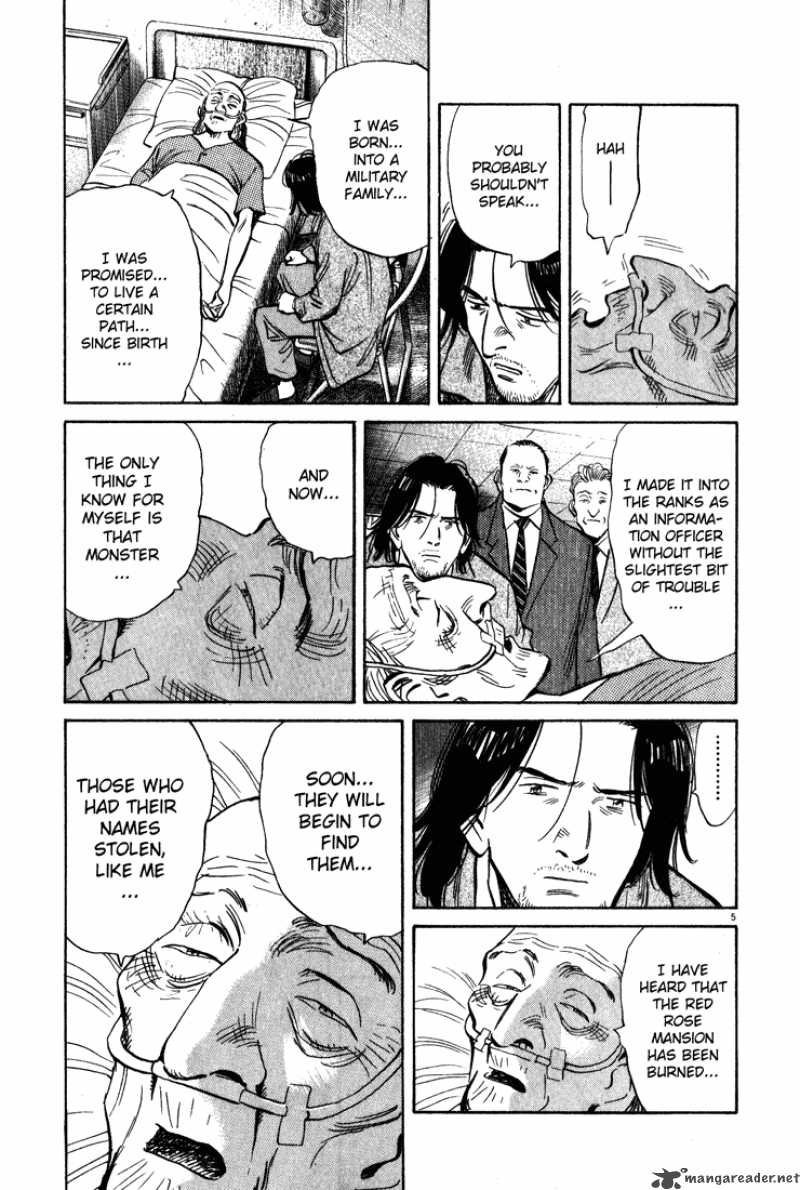 HAH
—
YOU
PROBABLY
SHOULDN'T
SPEAK...
I WAS
BORN...
INTO A
MILITARY
FAMILY...
I WAS
PROMISED...
TO LIVE A
CERTAIN
PATH...
SINCE BIRTH
...
I MADE IT INTO
THE RANKS AS
AN INFORMA-
TION OFFICER
WITHOUT THE
SLIGHTEST BIT
OF TROUBLE
...
AND
NOW...
THE ONLY
THING I
KNOW FOR
MYSELF IS
THAT
MONSTER
...
........
5
I HAVE
HEARD THAT
THE RED
ROSE
MANSION
HAS BEEN
BURNED...
SOON...
THEY WILL
BEGIN TO
FIND
THEM...
THOSE WHO
HAD THEIR
NAMES
STOLEN,
LIKE ME
...
mangareader.net